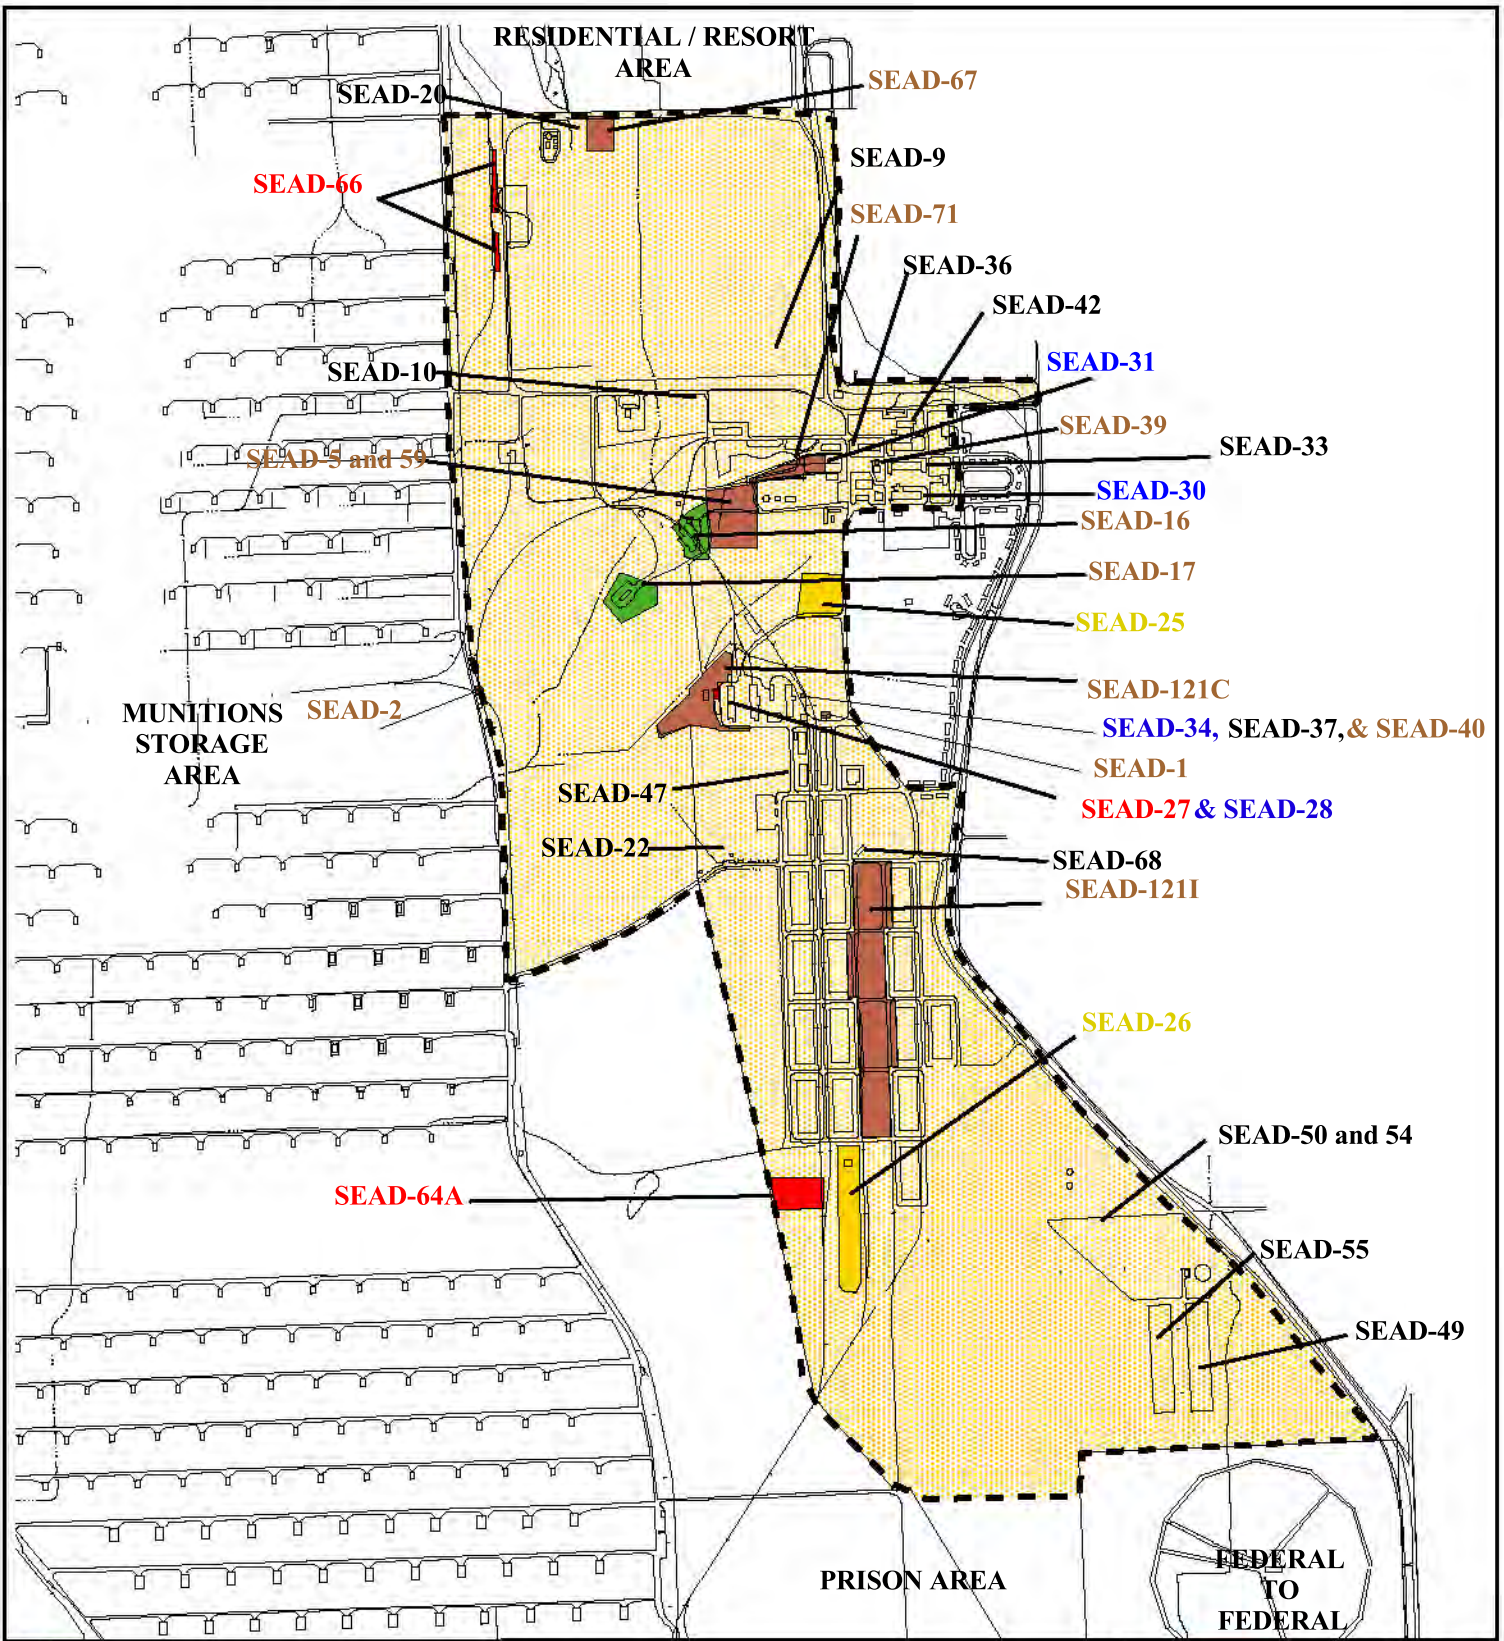 RESIDENTIAL / RESORT
AREA
SEAD-67
SEAD-20
SEAD-9
SEAD-66
SEAD-71
SEAD-36
SEAD-42
SEAD-31
SEAD-10
SEAD-39
SEAD-33
SEAD-5 and 59
SEAD-30
SEAD-16
SEAD-17
SEAD-25
SEAD-121C
SEAD-2
MUNITIONS
STORAGE
AREA
SEAD-34, SEAD-37, & SEAD-40
SEAD-1
SEAD-47
SEAD-27 & SEAD-28
SEAD-22
SEAD-68
SEAD-121I
SEAD-26
SEAD-50 and 54
SEAD-64A
SEAD-55
SEAD-49
PRISON AREA
FEDERAL
TO
FEDERAL